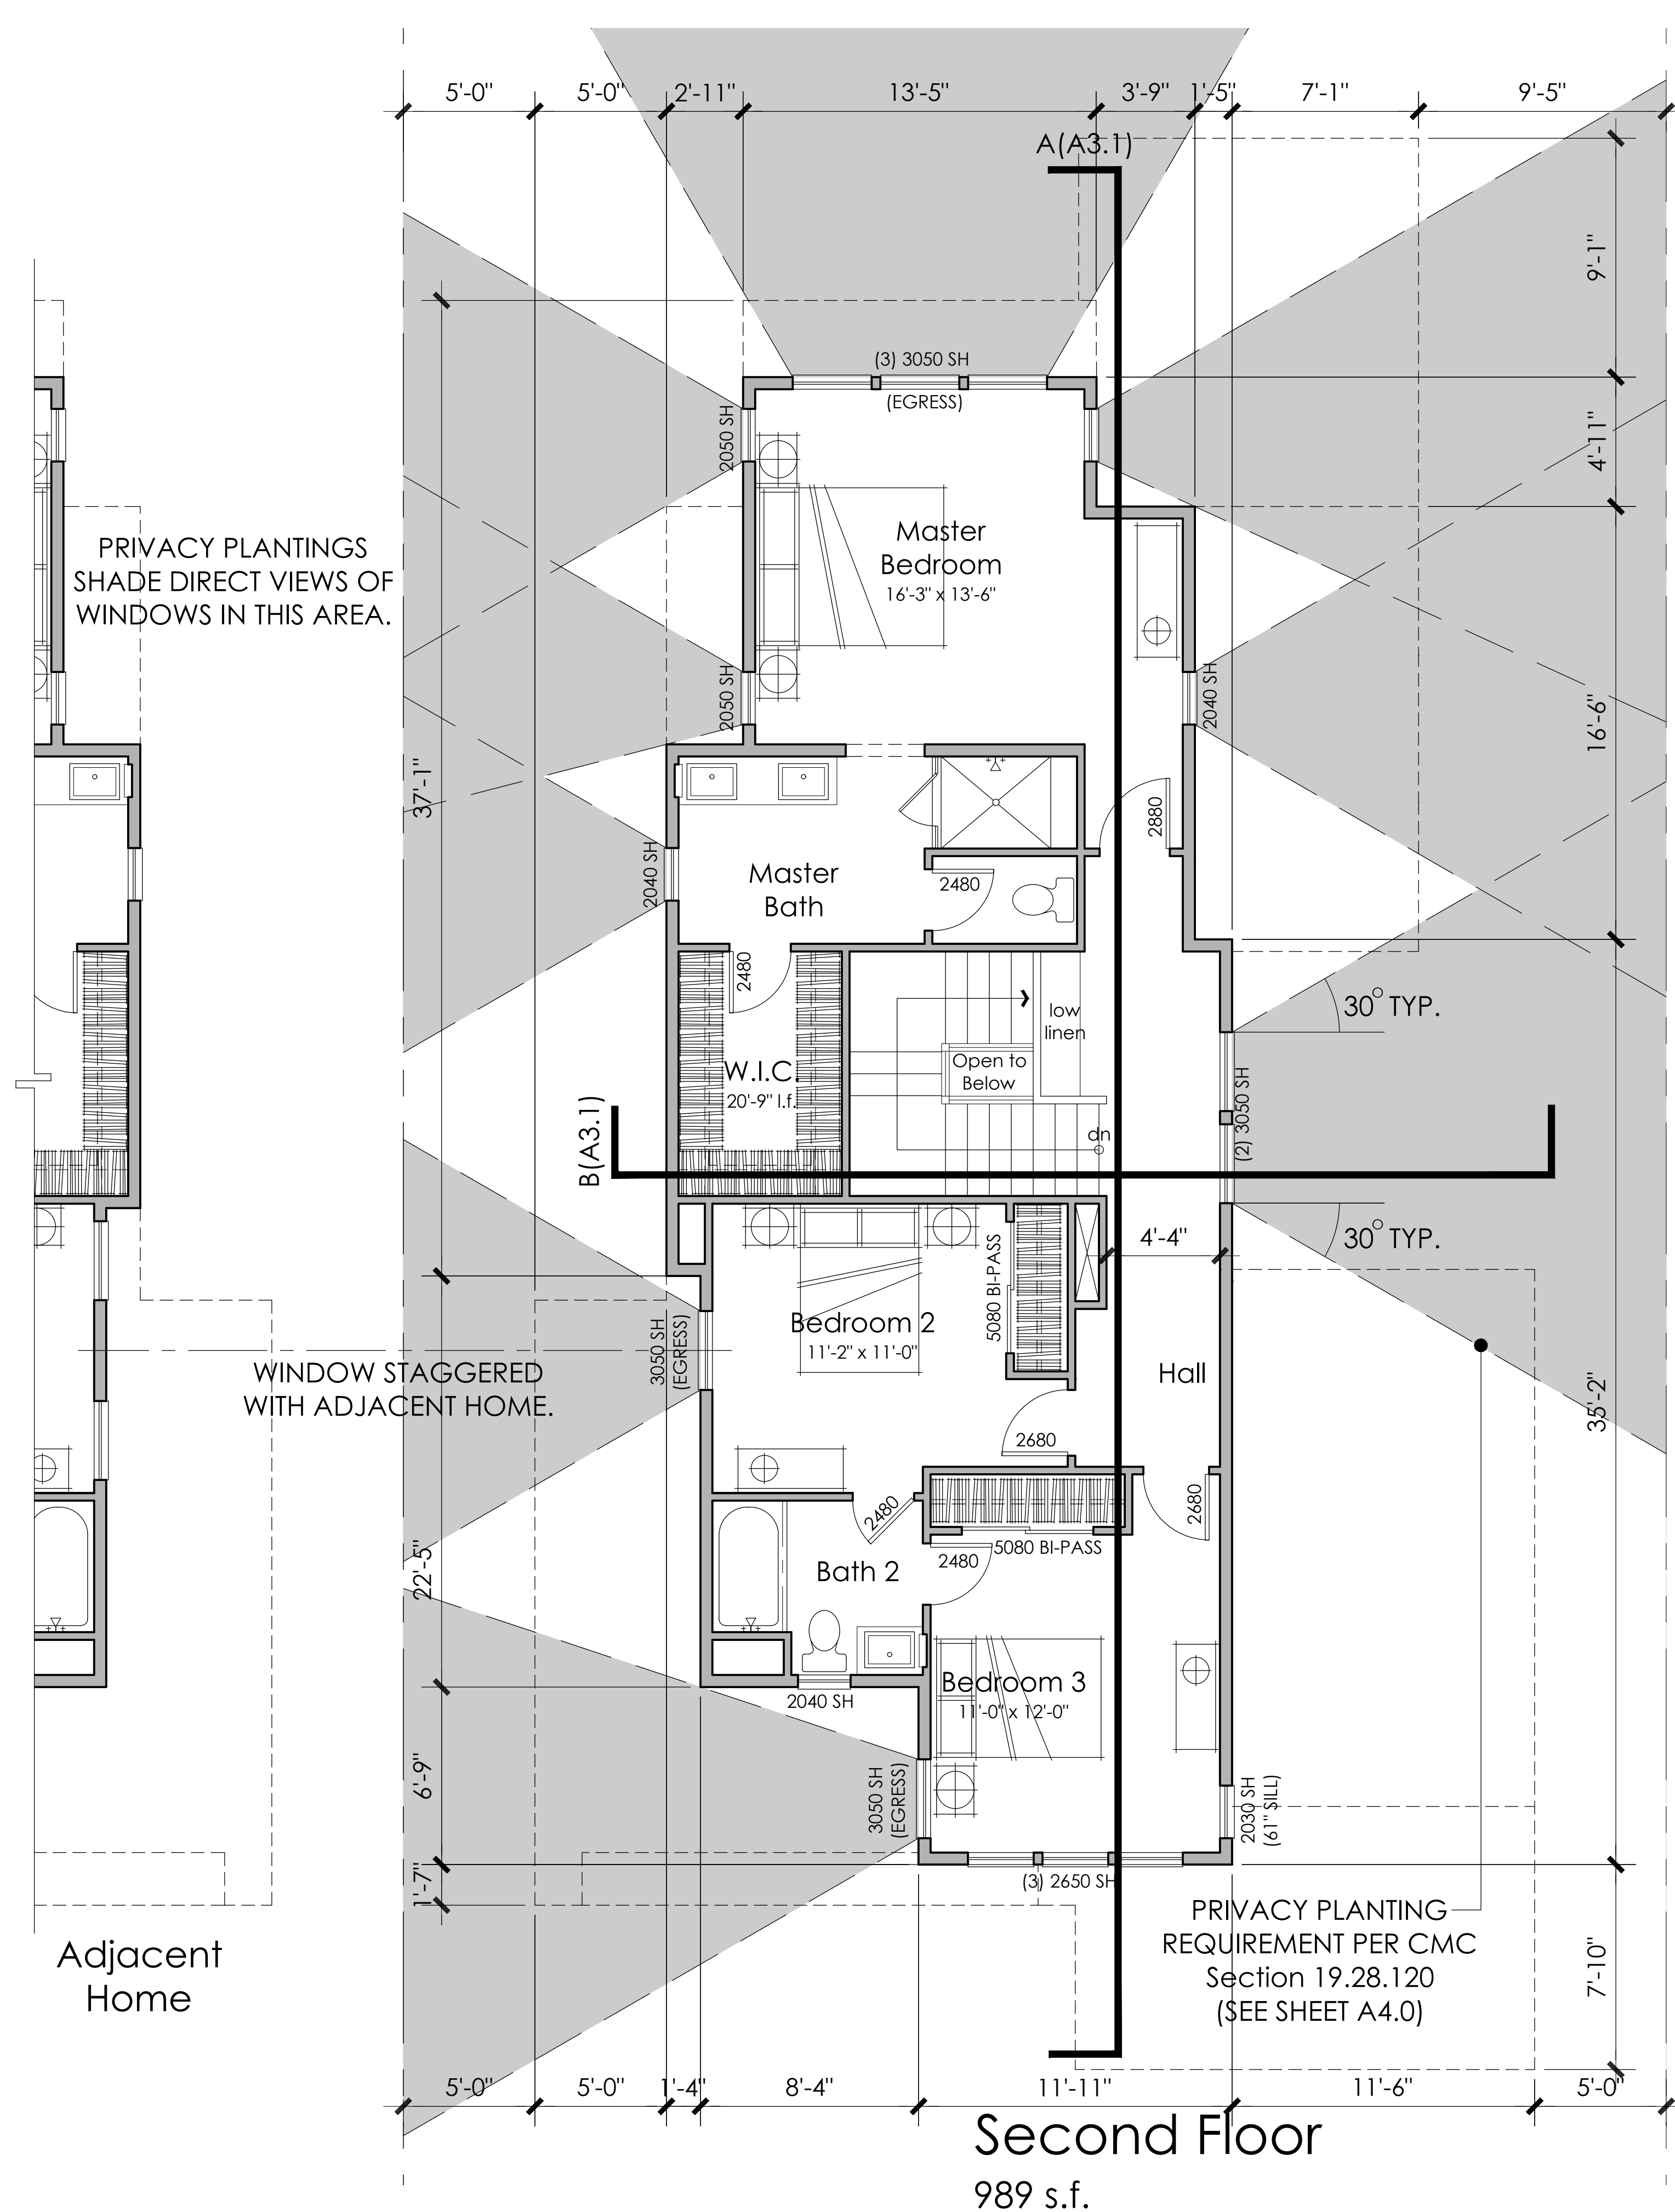 5'-0"
5'-0"
2'-11"
13'-5"
3'-9"
1'-5"
7'-1"
9'-5"
A(A3.1)
9'-1"
(3) 3050 SH
(EGRESS)
2050 SH
4'-11"
PRIVACY PLANTINGS
SHADE DIRECT VIEWS OF
WINDOWS IN THIS AREA.
Master
Bedroom
16'-3" x 13'-6"
2050 SH
2040 SH
16'-6"
37'-1"
2880
2040 SH
Master
Bath
2480
2480
low
linen
30° TYP.
Open to
Below
W.I.C.
20'-9" l.f.
B(A3.1)
dn
(2) 3050 SH
30° TYP.
4'-4"
5080 BI-PASS
Bedroom 2
11'-2" x 11'-0"
3050 SH
(EGRESS)
WINDOW STAGGERED
WITH ADJACENT HOME.
Hall
35'-2"
2680
2480
2680
5080 BI-PASS
2480
Bath 2
22'-5"
Bedroom 3
11'-0" x 12'-0"
2040 SH
6'-9"
3050 SH
(EGRESS)
2030 SH
(61" SILL)
(3) 2650 SH
1'-7"
PRIVACY PLANTING
REQUIREMENT PER CMC
Section 19.28.120
(SEE SHEET A4.0)
7'-10"
Adjacent
Home
5'-0"
5'-0"
1'-4"
8'-4"
11'-11"
11'-6"
5'-0"
Second Floor
989 s.f.